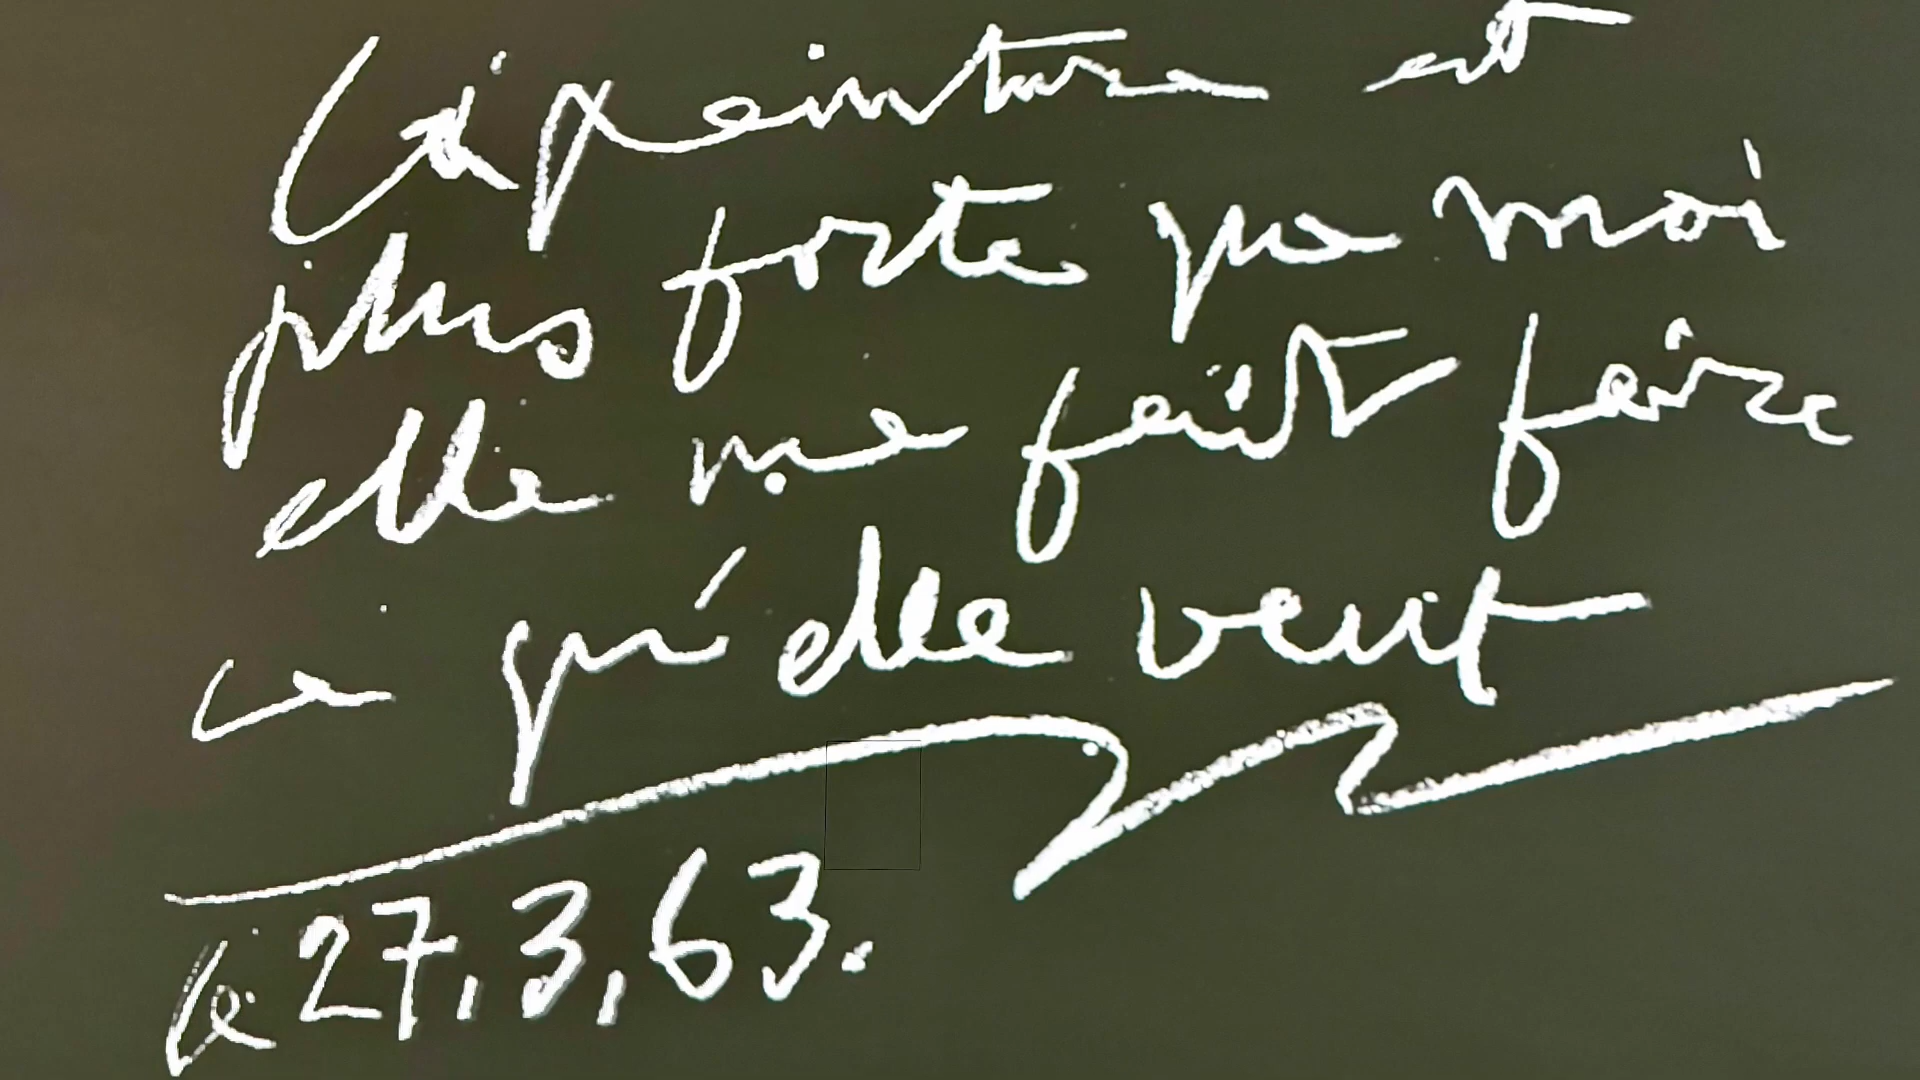 La peinture est
plus forte que moi
elle me fait faire
ce qu'elle veut
le 27,3,63.